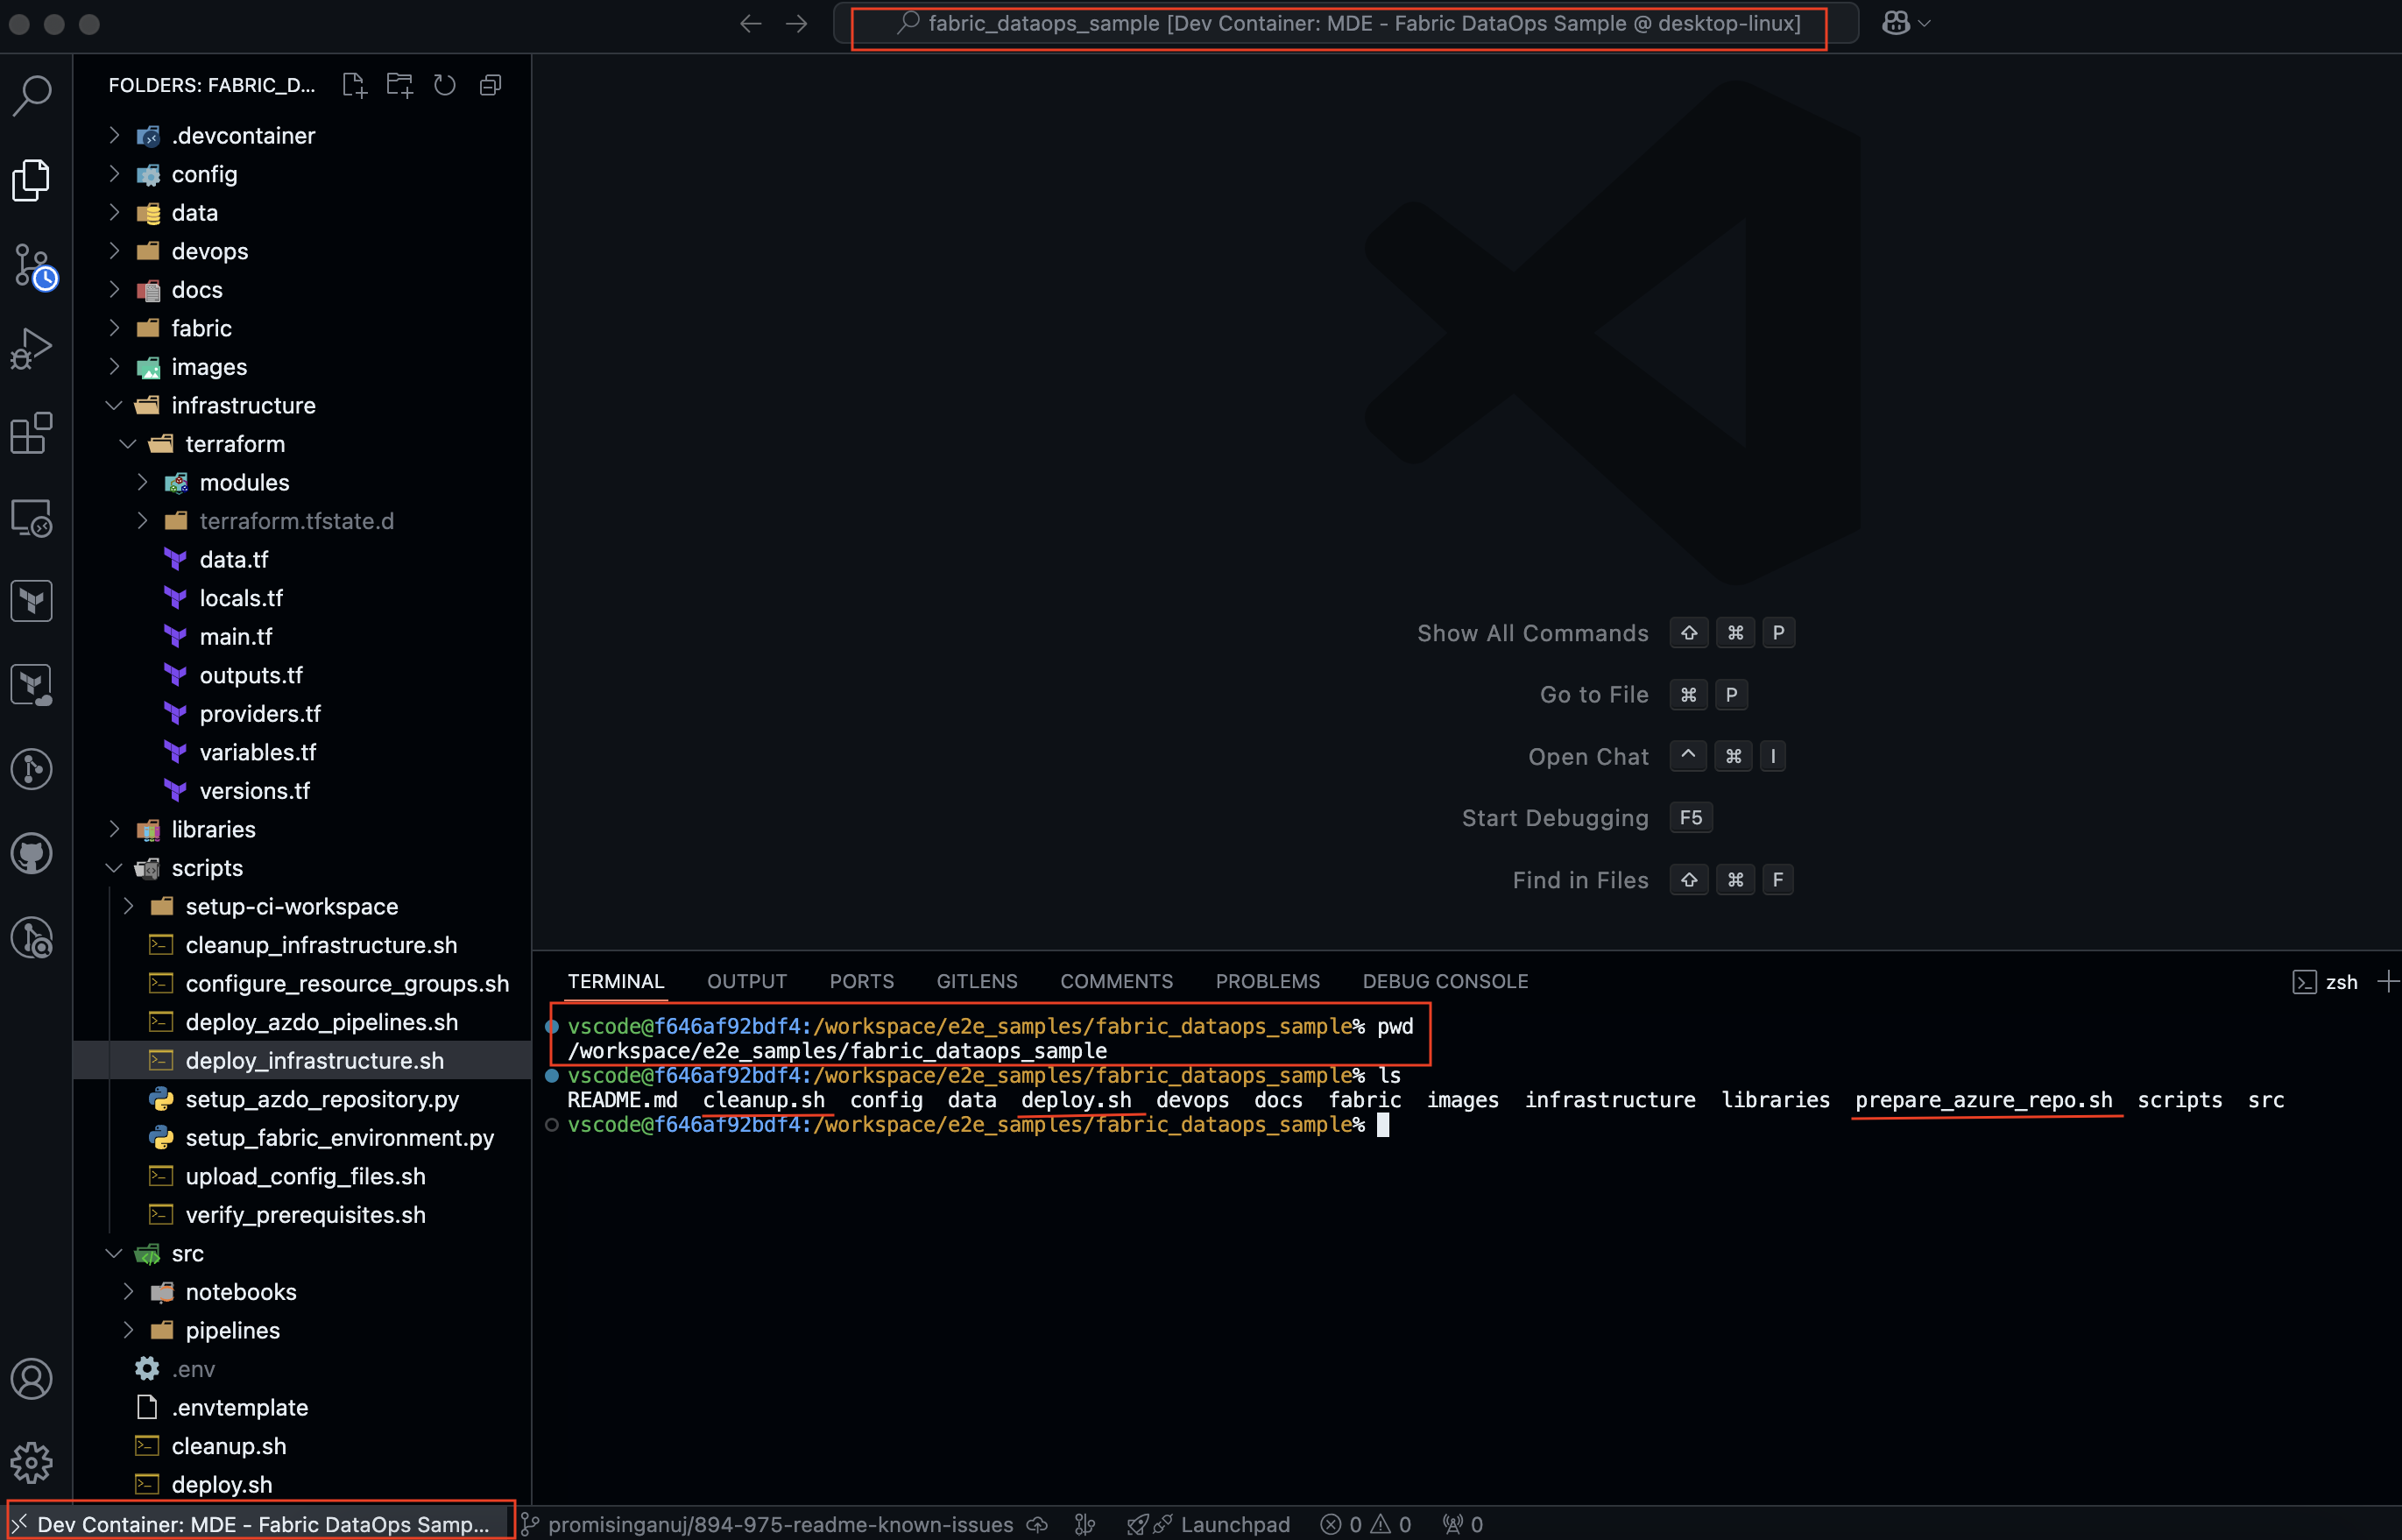 fabric_dataops_sample [Dev Container: MDE - Fabric DataOps Sample @ desktop-linux]
FOLDERS: FABRIC_D...
.devcontainer
config
data
devops
docs
fabric
images
infrastructure
terraform
modules
terraform.tfstate.d
data.tf
locals.tf
main.tf
outputs.tf
providers.tf
variables.tf
versions.tf
libraries
scripts
setup-ci-workspace
cleanup_infrastructure.sh
configure_resource_groups.sh
deploy_azdo_pipelines.sh
deploy_infrastructure.sh
setup_azdo_repository.py
setup_fabric_environment.py
upload_config_files.sh
verify_prerequisites.sh
src
notebooks
pipelines
.env
.envtemplate
cleanup.sh
deploy.sh
Show All Commands ⇧ ⌘ P
Go to File ⌘ P
Open Chat ^ ⌘ I
Start Debugging F5
Find in Files ⇧ ⌘ F
TERMINAL OUTPUT PORTS GITLENS COMMENTS PROBLEMS DEBUG CONSOLE zsh
vscode@f646af92bdf4:/workspace/e2e_samples/fabric_dataops_sample% pwd
/workspace/e2e_samples/fabric_dataops_sample
vscode@f646af92bdf4:/workspace/e2e_samples/fabric_dataops_sample% ls
README.md cleanup.sh config data deploy.sh devops docs fabric images infrastructure libraries prepare_azure_repo.sh scripts src
vscode@f646af92bdf4:/workspace/e2e_samples/fabric_dataops_sample%
Dev Container: MDE - Fabric DataOps Samp... promisinganuj/894-975-readme-known-issues Launchpad 0 0 0